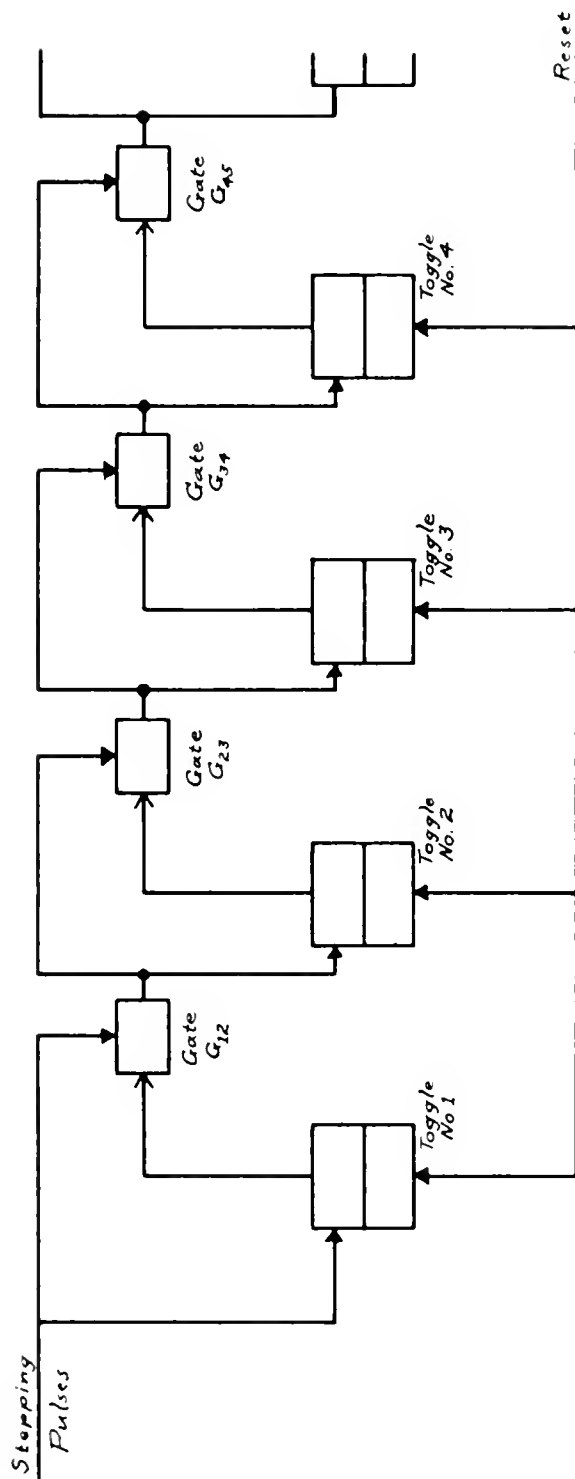 Stepping
Pulses
Gate
G12
Gate
G23
Gate
G34
Gate
G45
Toggle
No 1
Toggle
No. 2
Toggle
No. 3
Toggle
No. 4
Reset